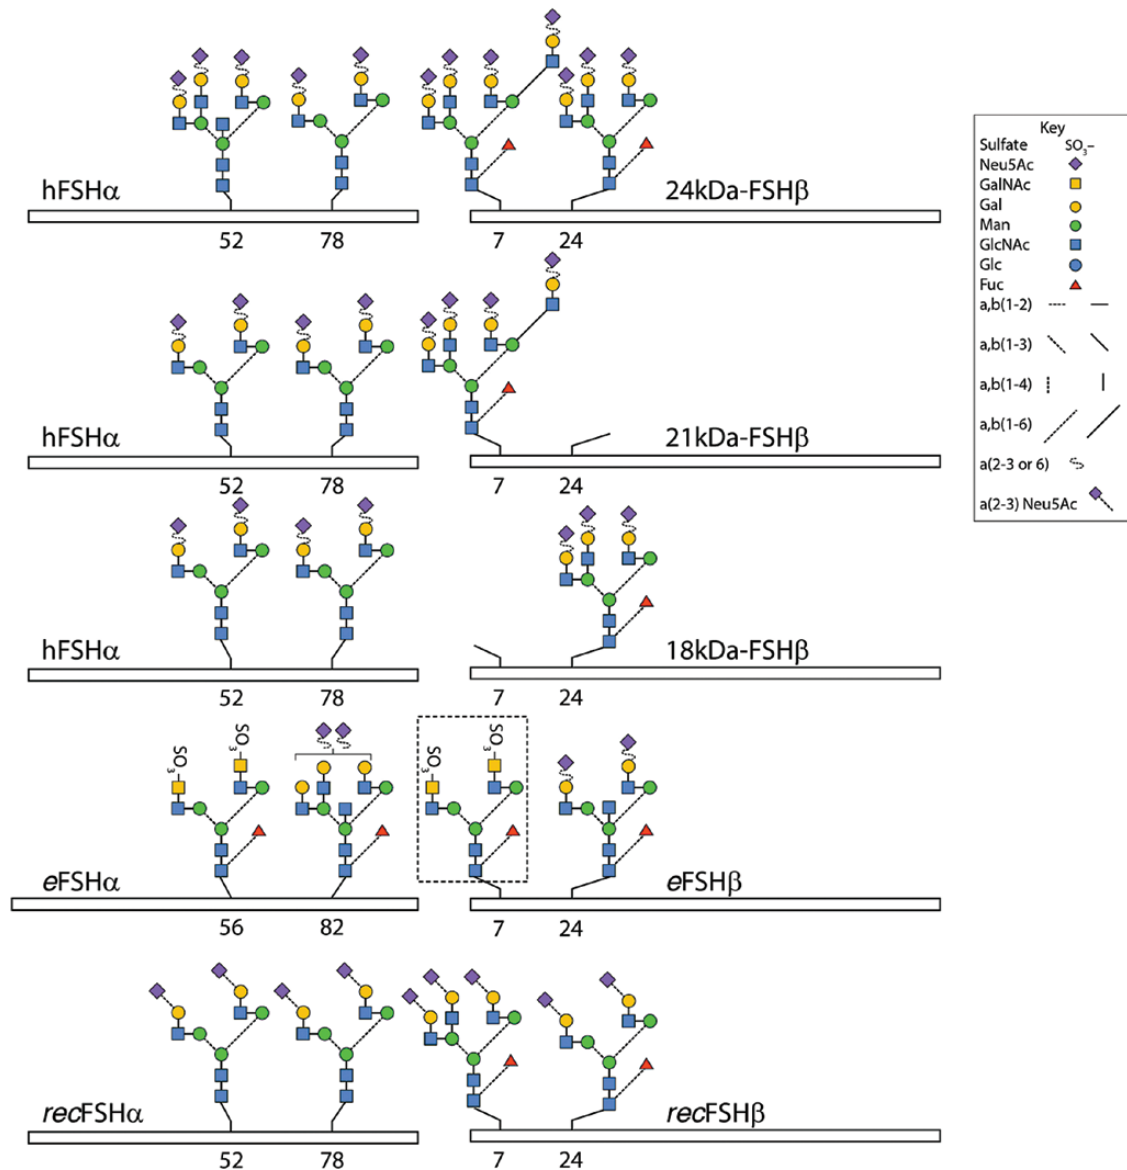 hFSHα 24kDa-FSHβ
52 78 7 24
hFSHα 21kDa-FSHβ
52 78 7 24
hFSHα 18kDa-FSHβ
52 78 7 24
SO3– SO3– SO3– SO3–
eFSHα eFSHβ
56 82 7 24
recFSHα recFSHβ
52 78 7 24
Key
Sulfate SO3–
Neu5Ac
GalNAc
Gal
Man
GlcNAc
Glc
Fuc
a,b(1-2)
a,b(1-3)
a,b(1-4)
a,b(1-6)
a(2-3 or 6)
a(2-3) Neu5Ac